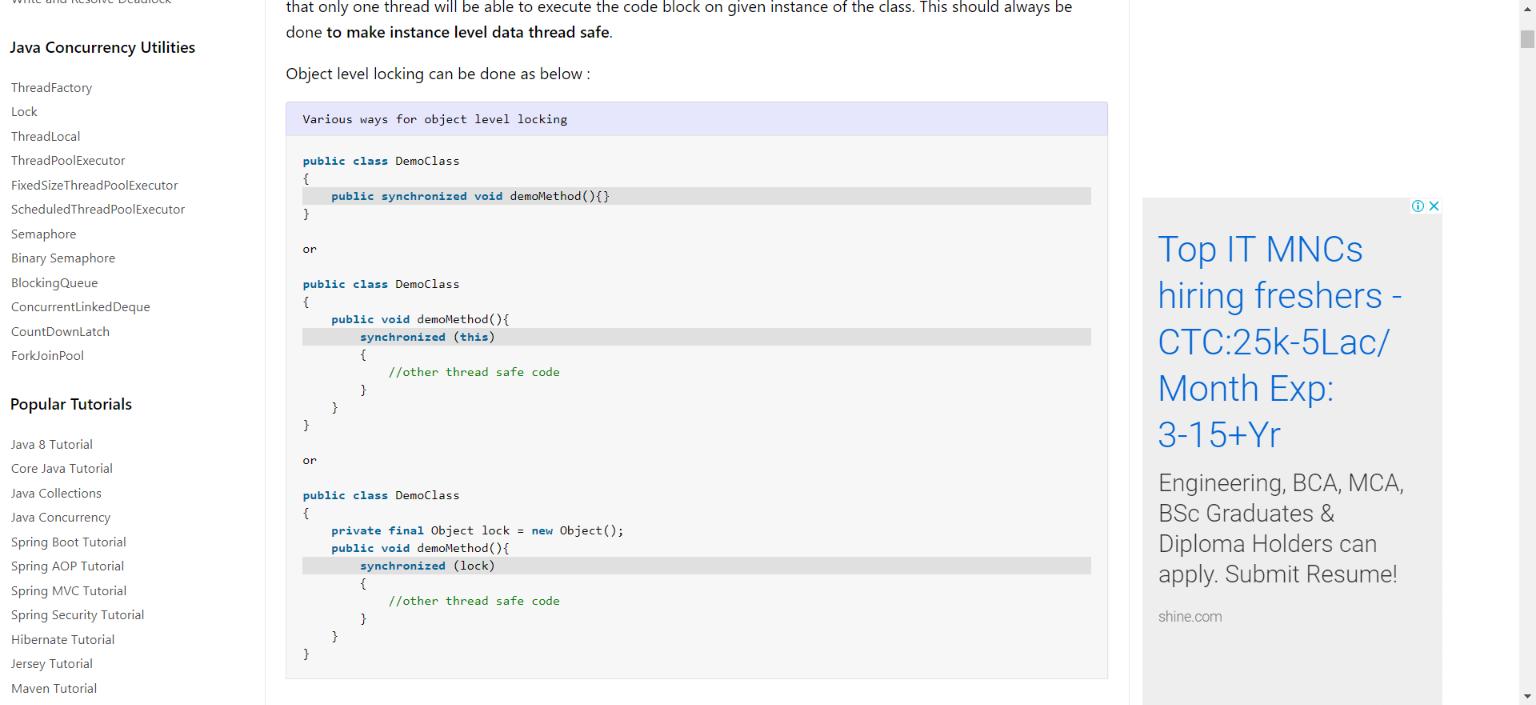 Write and Resolve Deadlock
Java Concurrency Utilities
ThreadFactory
Lock
ThreadLocal
ThreadPoolExecutor
FixedSizeThreadPoolExecutor
ScheduledThreadPoolExecutor
Semaphore
Binary Semaphore
BlockingQueue
ConcurrentLinkedDeque
CountDownLatch
ForkJoinPool
Popular Tutorials
Java 8 Tutorial
Core Java Tutorial
Java Collections
Java Concurrency
Spring Boot Tutorial
Spring AOP Tutorial
Spring MVC Tutorial
Spring Security Tutorial
Hibernate Tutorial
Jersey Tutorial
Maven Tutorial
that only one thread will be able to execute the code block on given instance of the class. This should always be
done to make instance level data thread safe.
Object level locking can be done as below :
Various ways for object level locking
public class DemoClass
{
    public synchronized void demoMethod(){}
}
or
public class DemoClass
{
    public void demoMethod(){
        synchronized (this)
        {
            //other thread safe code
        }
    }
}
or
public class DemoClass
{
    private final Object lock = new Object();
    public void demoMethod(){
        synchronized (lock)
        {
            //other thread safe code
        }
    }
}
Top IT MNCs
hiring freshers -
CTC:25k-5Lac/
Month Exp:
3-15+Yr
Engineering, BCA, MCA,
BSc Graduates &
Diploma Holders can
apply. Submit Resume!
shine.com